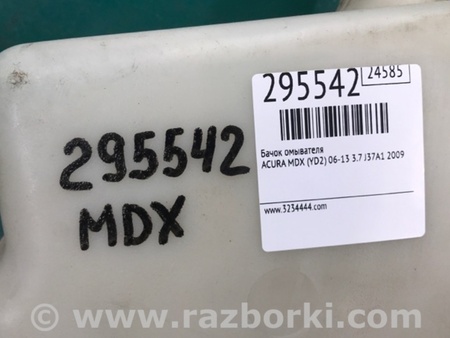 295542
MDX
295542
24585
Бачок омывателя
ACURA MDX (YD2) 06-13 3.7 J37A1 2009
www.3234444.com
www.razborki.com